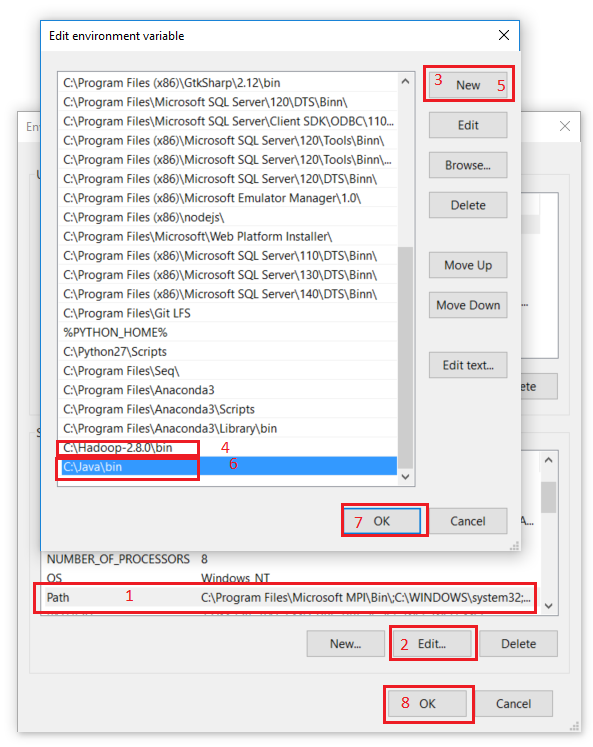 Edit environment variable
C:\Program Files (x86)\GtkSharp\2.12\bin
C:\Program Files\Microsoft SQL Server\120\DTS\Binn\
C:\Program Files\Microsoft SQL Server\Client SDK\ODBC\110...
C:\Program Files (x86)\Microsoft SQL Server\120\Tools\Binn\
C:\Program Files (x86)\Microsoft SQL Server\120\Tools\Binn\...
C:\Program Files (x86)\Microsoft SQL Server\120\DTS\Binn\
C:\Program Files (x86)\Microsoft Emulator Manager\1.0\
C:\Program Files (x86)\nodejs\
C:\Program Files\Microsoft\Web Platform Installer\
C:\Program Files (x86)\Microsoft SQL Server\110\DTS\Binn\
C:\Program Files (x86)\Microsoft SQL Server\130\DTS\Binn\
C:\Program Files (x86)\Microsoft SQL Server\140\DTS\Binn\
C:\Program Files\Git LFS
%PYTHON_HOME%
C:\Python27\Scripts
C:\Program Files\Seq\
C:\Program Files\Anaconda3
C:\Program Files\Anaconda3\Scripts
C:\Program Files\Anaconda3\Library\bin
C:\Hadoop-2.8.0\bin 4
C:\Java\bin 6
3 New 5
Edit
Browse...
Delete
Move Up
Move Down
Edit text...
7 OK
Cancel
NUMBER_OF_PROCESSORS 8
OS Windows_NT
Path 1 C:\Program Files\Microsoft MPI\Bin\;C:\WINDOWS\system32;...
New...
2 Edit...
Delete
8 OK
Cancel